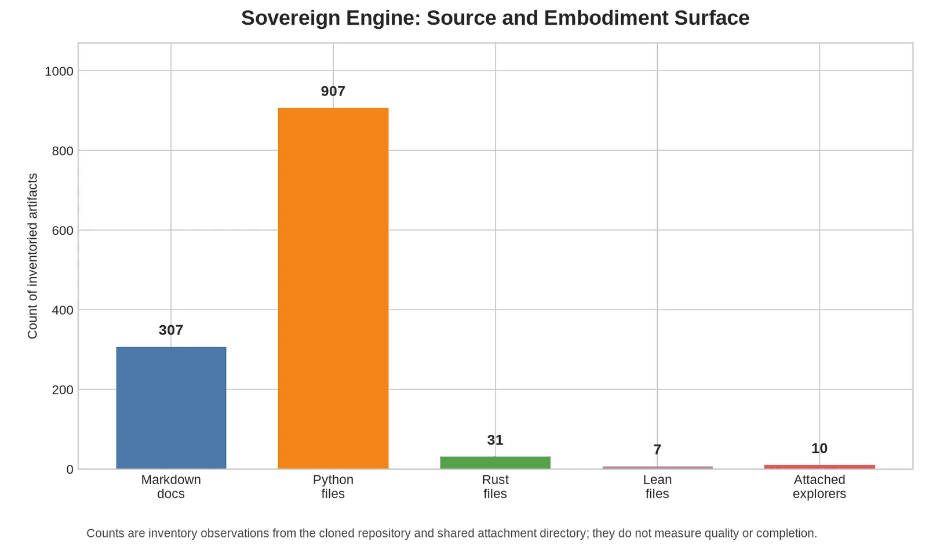 Sovereign Engine: Source and Embodiment Surface
Count of inventoried artifacts
1000
800
600
400
200
0
307
907
31
7
10
Markdown
docs
Python
files
Rust
files
Lean
files
Attached
explorers
Counts are inventory observations from the cloned repository and shared attachment directory; they do not measure quality or completion.